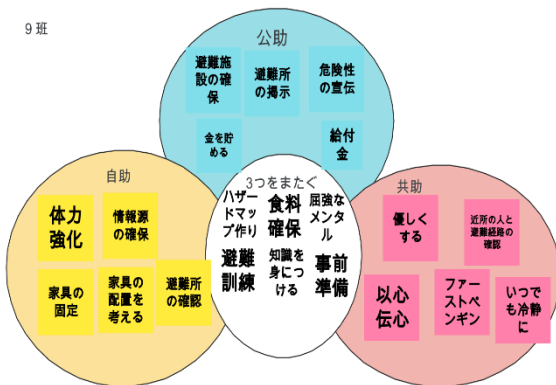 9班
公助
避難施
設の確
保
避難所
の掲示
危険性
の宣伝
金を貯
める
給付
金
自助
体力
強化
情報源
の確保
家具の
固定
家具の
配置を
考える
避難所
の確認
3つをまたぐ
ハザー
ドマッ
プ作り
食料
確保
屈強な
メンタ
ル
避難
訓練
知識を
身につ
ける
事前
準備
共助
優しく
する
近所の人と
避難経路の
確認
以心
伝心
ファー
ストペ
ンギン
いつで
も冷静
に